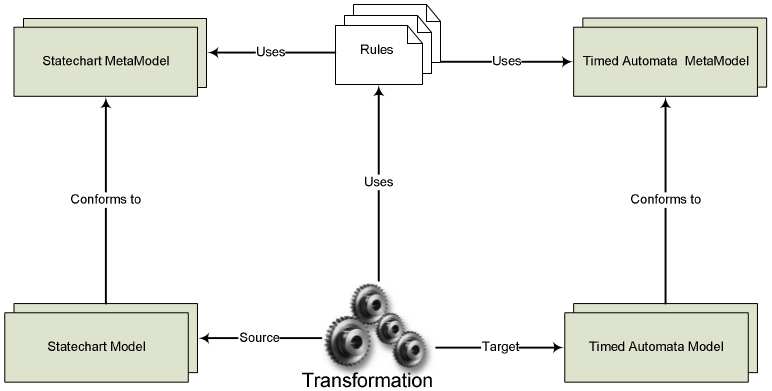 Statechart MetaModel
Uses
Rules
Uses
Timed Automata  MetaModel
Conforms to
Uses
Conforms to
Statechart Model
Source
Target
Timed Automata Model
Transformation